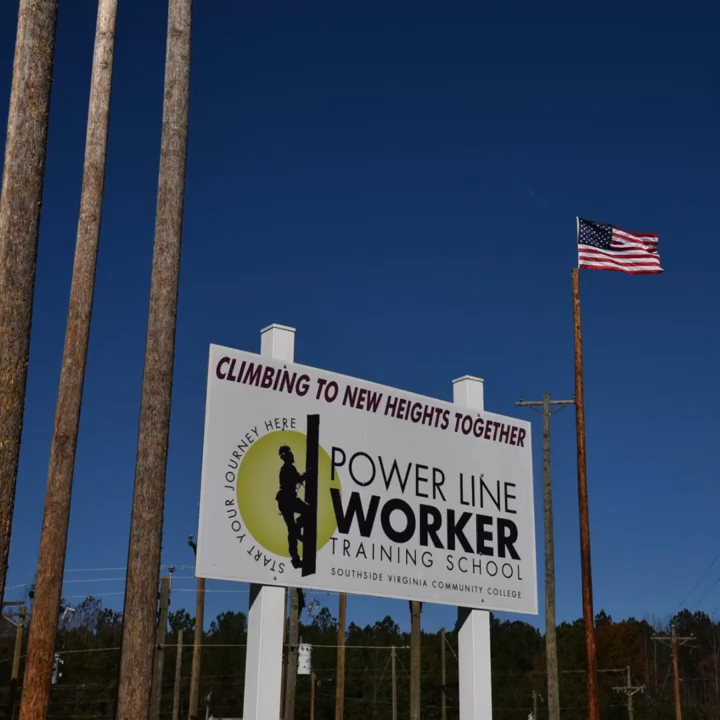 CLIMBING TO NEW HEIGHTS TOGETHER
START YOUR JOURNEY HERE
POWER LINE
WORKER
TRAINING SCHOOL
SOUTHSIDE VIRGINIA COMMUNITY COLLEGE